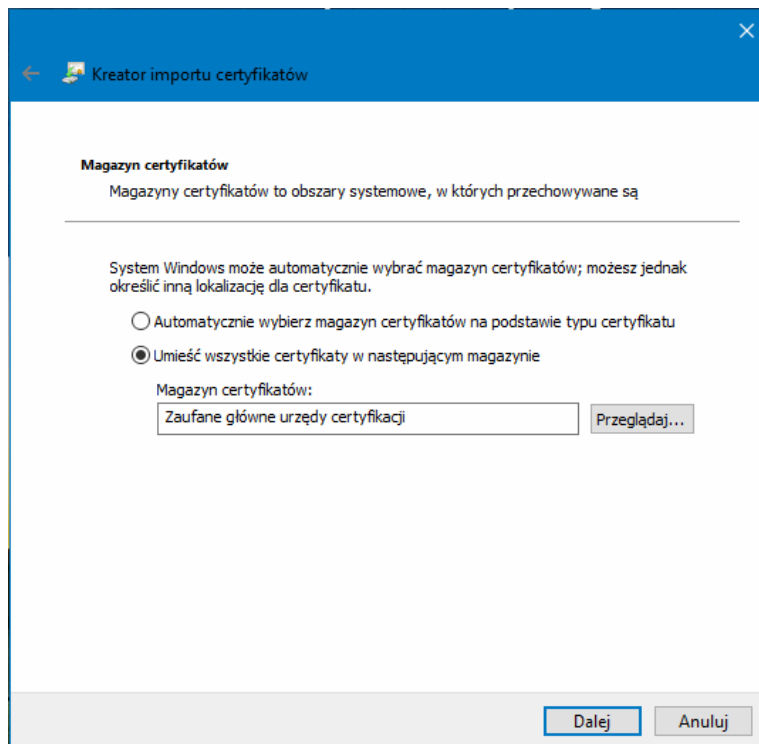 Kreator importu certyfikatów
Magazyn certyfikatów
Magazyny certyfikatów to obszary systemowe, w których przechowywane są
System Windows może automatycznie wybrać magazyn certyfikatów; możesz jednak
określić inną lokalizację dla certyfikatu.
Automatycznie wybierz magazyn certyfikatów na podstawie typu certyfikatu
Umieść wszystkie certyfikaty w następującym magazynie
Magazyn certyfikatów:
Zaufane główne urzędy certyfikacji
Przeglądaj...
Dalej
Anuluj